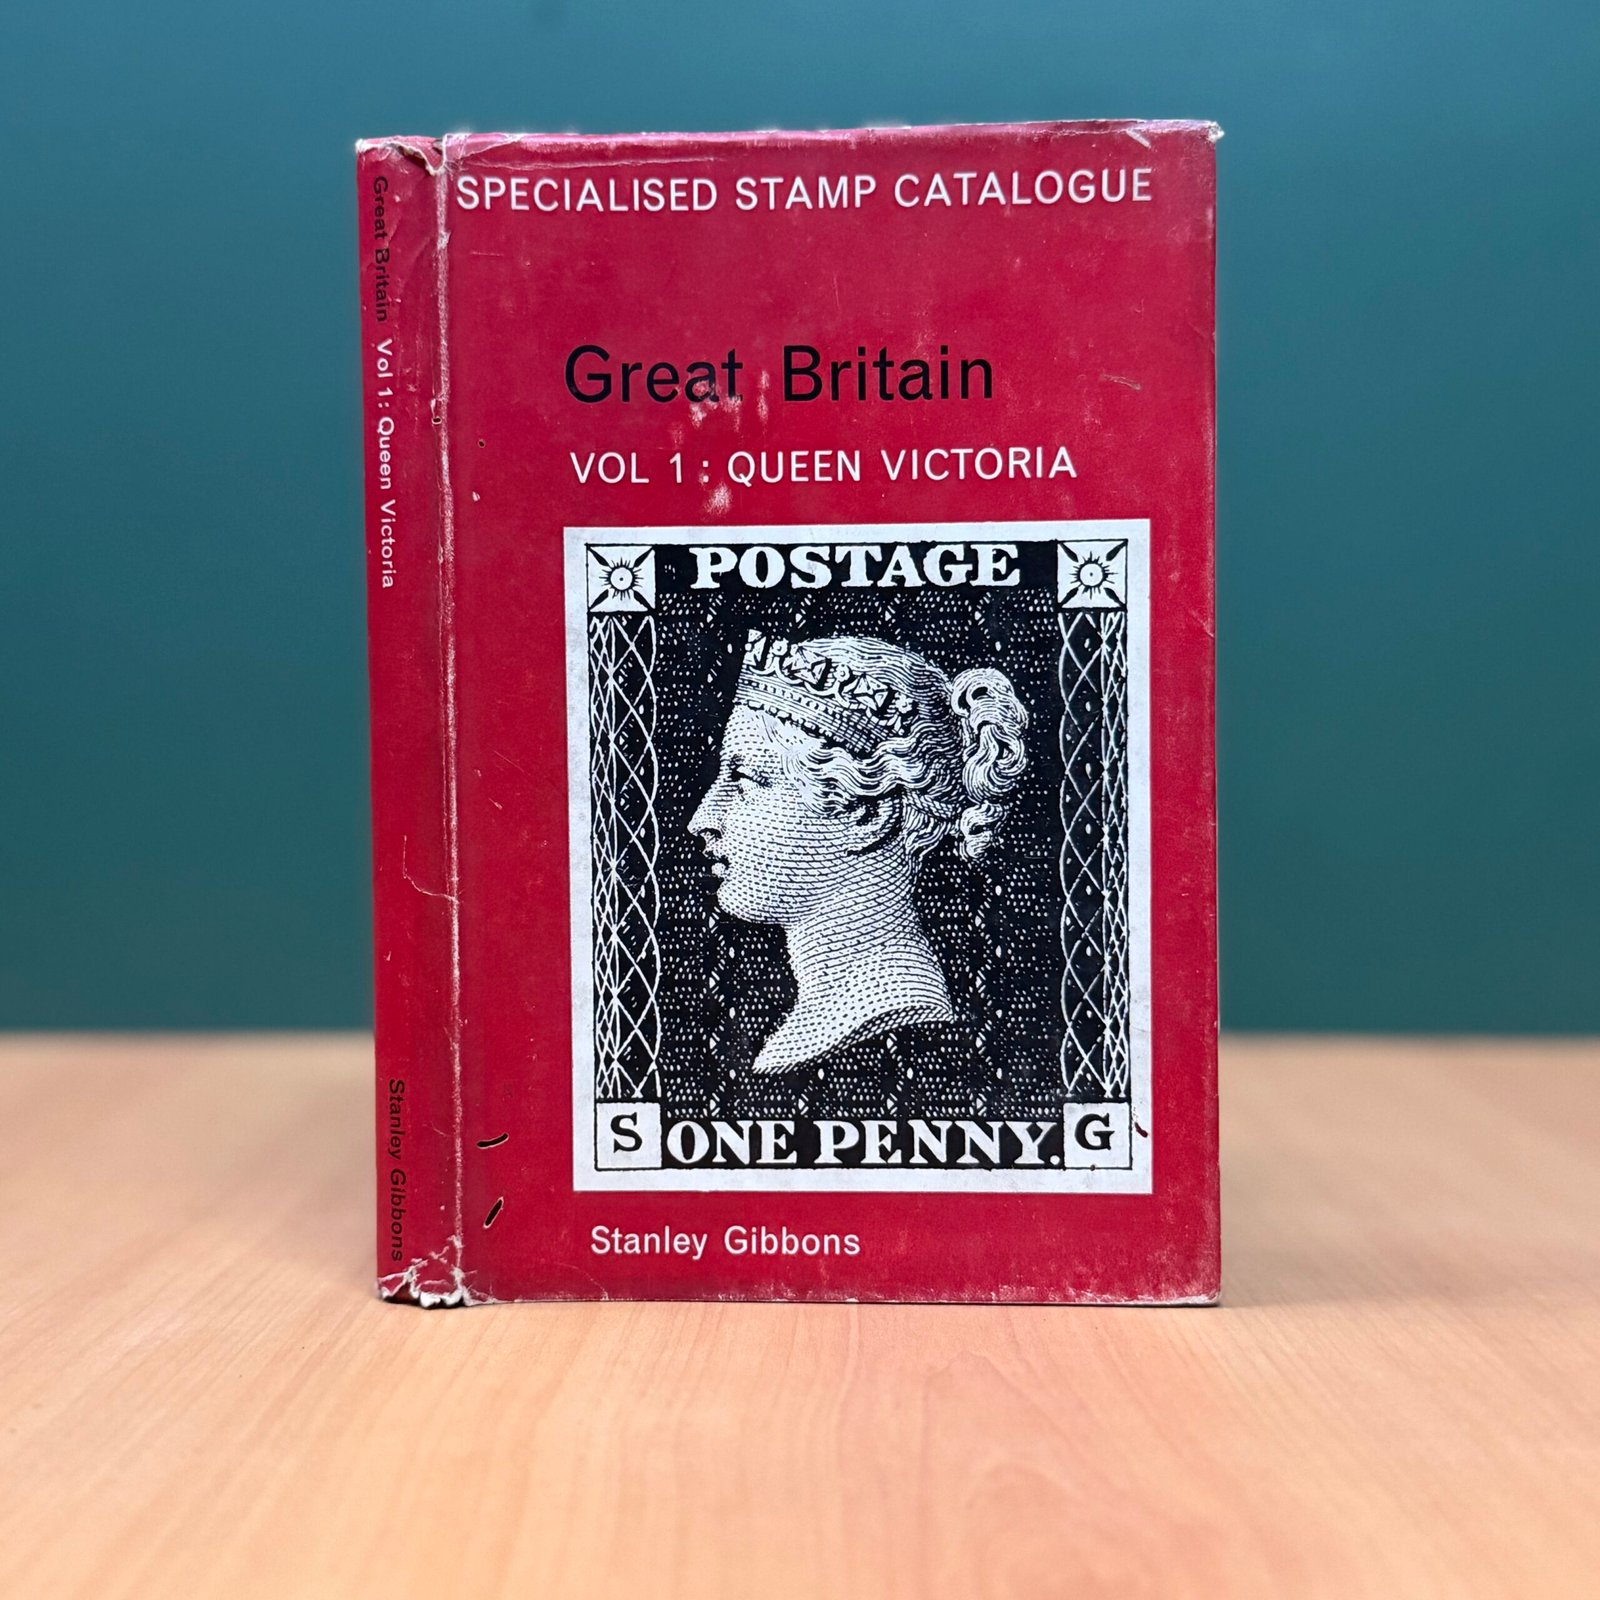 Great Britain Vol 1: Queen Victoria Stanley Gibbons
SPECIALISED STAMP CATALOGUE
Great Britain
VOL 1: QUEEN VICTORIA
POSTAGE
S ONE PENNY. G
Stanley Gibbons